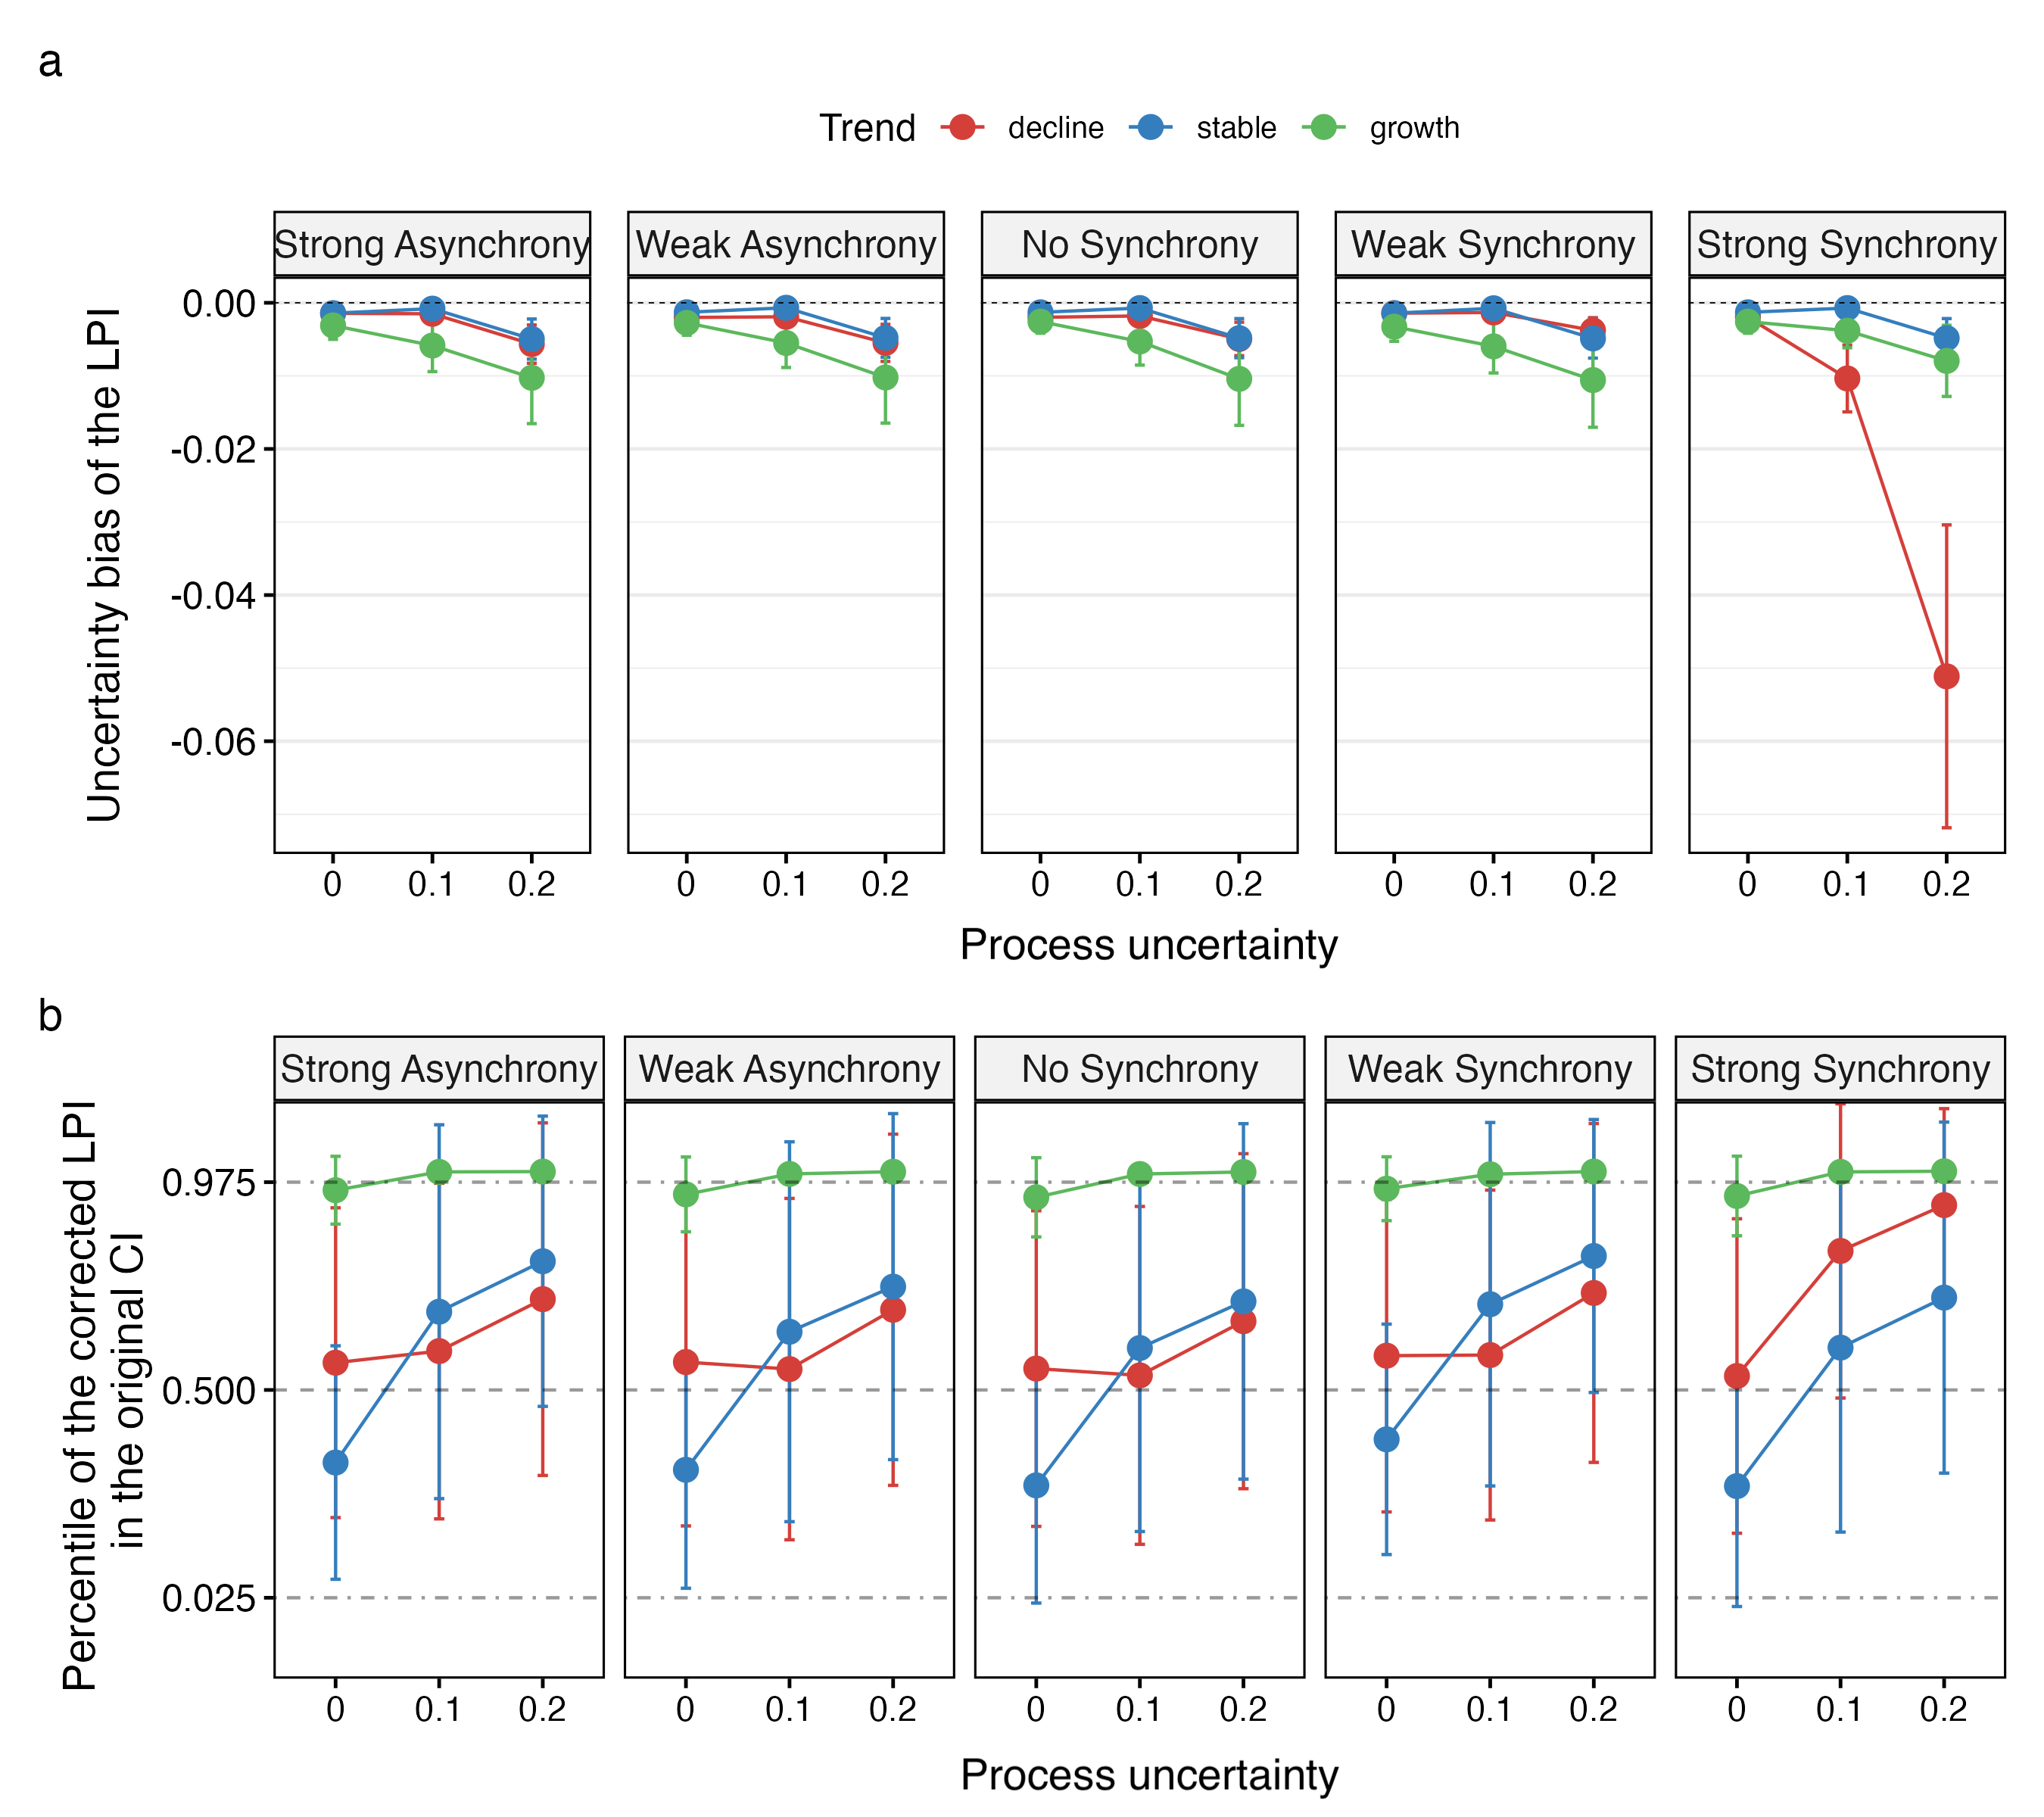 a
Trend decline stable growth
Strong Asynchrony Weak Asynchrony No Synchrony Weak Synchrony Strong Synchrony
Uncertainty bias of the LPI
0.00
-0.02
-0.04
-0.06
0 0.1 0.2 0 0.1 0.2 0 0.1 0.2 0 0.1 0.2 0 0.1 0.2
Process uncertainty
b
Strong Asynchrony Weak Asynchrony No Synchrony Weak Synchrony Strong Synchrony
Percentile of the corrected LPI
in the original CI
0.975
0.500
0.025
0 0.1 0.2 0 0.1 0.2 0 0.1 0.2 0 0.1 0.2 0 0.1 0.2
Process uncertainty